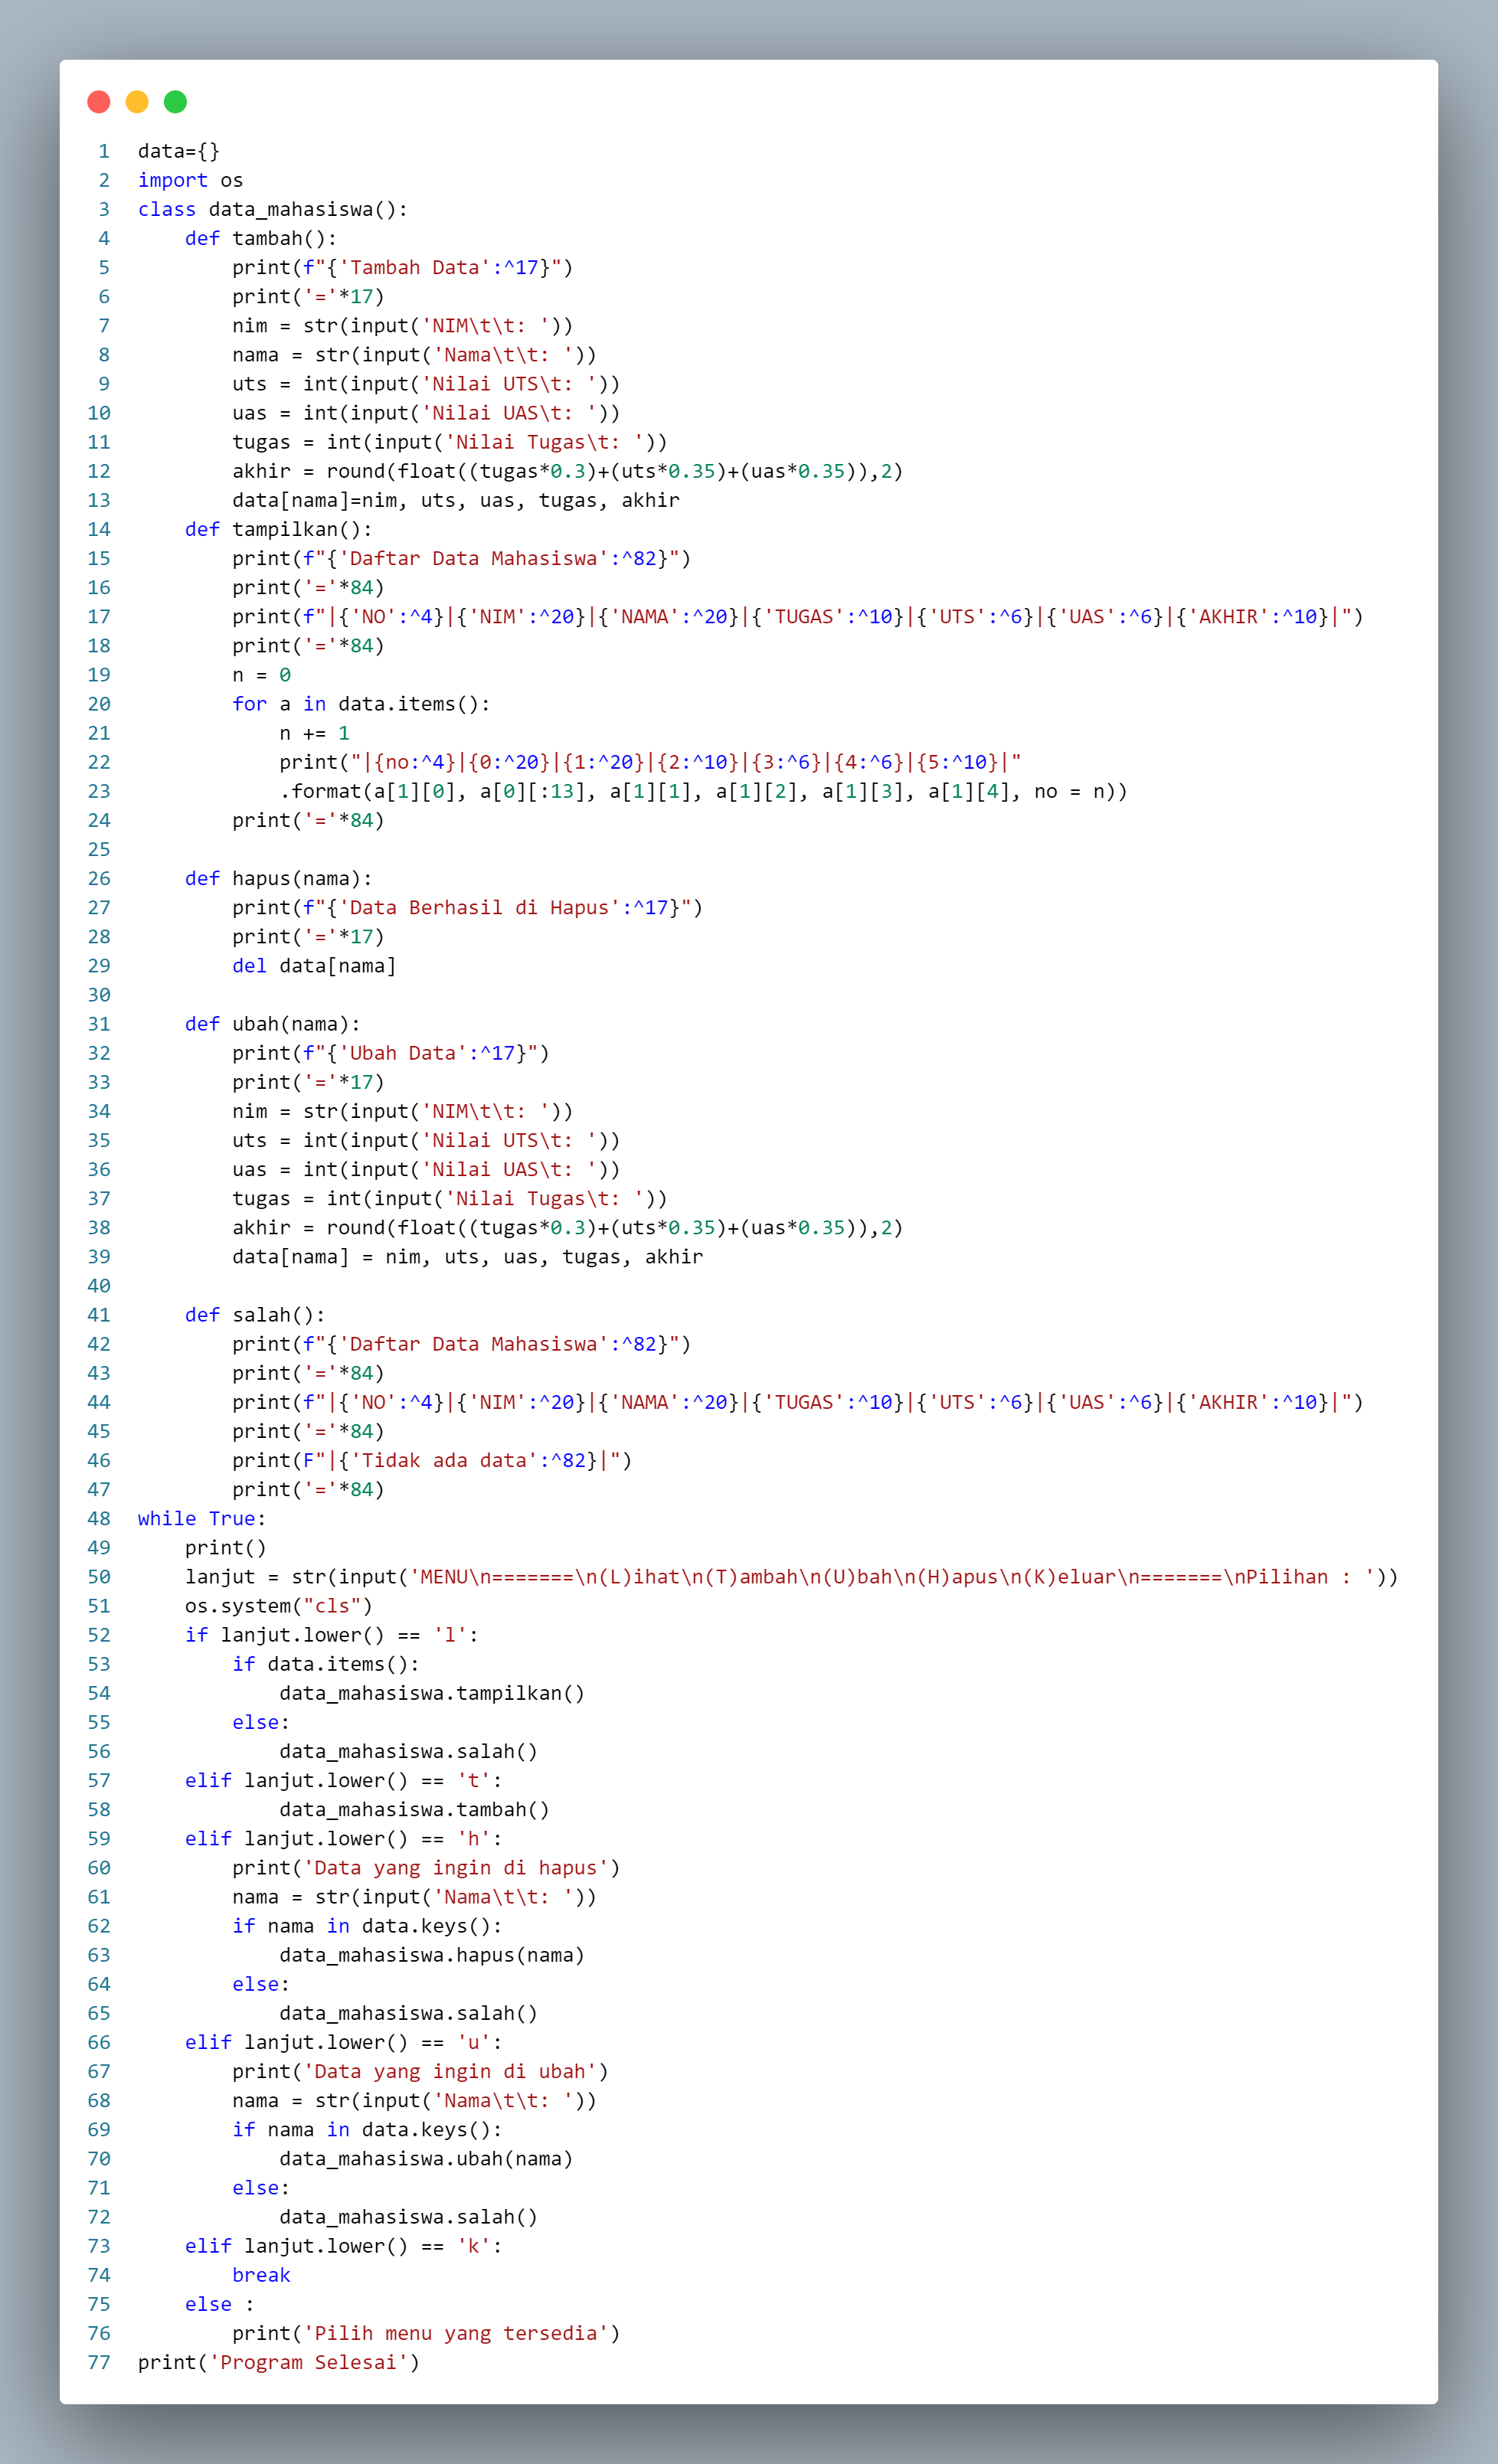 1 data={}
2 import os
3 class data_mahasiswa():
4     def tambah():
5         print(f"{'Tambah Data':^17}")
6         print('='*17)
7         nim = str(input('NIM\t\t: '))
8         nama = str(input('Nama\t\t: '))
9         uts = int(input('Nilai UTS\t: '))
10         uas = int(input('Nilai UAS\t: '))
11         tugas = int(input('Nilai Tugas\t: '))
12         akhir = round(float((tugas*0.3)+(uts*0.35)+(uas*0.35)),2)
13         data[nama]=nim, uts, uas, tugas, akhir
14     def tampilkan():
15         print(f"{'Daftar Data Mahasiswa':^82}")
16         print('='*84)
17         print(f"|{'NO':^4}|{'NIM':^20}|{'NAMA':^20}|{'TUGAS':^10}|{'UTS':^6}|{'UAS':^6}|{'AKHIR':^10}|")
18         print('='*84)
19         n = 0
20         for a in data.items():
21             n += 1
22             print("|{no:^4}|{0:^20}|{1:^20}|{2:^10}|{3:^6}|{4:^6}|{5:^10}|"
23             .format(a[1][0], a[0][:13], a[1][1], a[1][2], a[1][3], a[1][4], no = n))
24         print('='*84)
25
26     def hapus(nama):
27         print(f"{'Data Berhasil di Hapus':^17}")
28         print('='*17)
29         del data[nama]
30
31     def ubah(nama):
32         print(f"{'Ubah Data':^17}")
33         print('='*17)
34         nim = str(input('NIM\t\t: '))
35         uts = int(input('Nilai UTS\t: '))
36         uas = int(input('Nilai UAS\t: '))
37         tugas = int(input('Nilai Tugas\t: '))
38         akhir = round(float((tugas*0.3)+(uts*0.35)+(uas*0.35)),2)
39         data[nama] = nim, uts, uas, tugas, akhir
40
41     def salah():
42         print(f"{'Daftar Data Mahasiswa':^82}")
43         print('='*84)
44         print(f"|{'NO':^4}|{'NIM':^20}|{'NAMA':^20}|{'TUGAS':^10}|{'UTS':^6}|{'UAS':^6}|{'AKHIR':^10}|")
45         print('='*84)
46         print(F"|{'Tidak ada data':^82}|")
47         print('='*84)
48 while True:
49     print()
50     lanjut = str(input('MENU\n=======\n(L)ihat\n(T)ambah\n(U)bah\n(H)apus\n(K)eluar\n=======\nPilihan : '))
51     os.system("cls")
52     if lanjut.lower() == 'l':
53         if data.items():
54             data_mahasiswa.tampilkan()
55         else:
56             data_mahasiswa.salah()
57     elif lanjut.lower() == 't':
58             data_mahasiswa.tambah()
59     elif lanjut.lower() == 'h':
60         print('Data yang ingin di hapus')
61         nama = str(input('Nama\t\t: '))
62         if nama in data.keys():
63             data_mahasiswa.hapus(nama)
64         else:
65             data_mahasiswa.salah()
66     elif lanjut.lower() == 'u':
67         print('Data yang ingin di ubah')
68         nama = str(input('Nama\t\t: '))
69         if nama in data.keys():
70             data_mahasiswa.ubah(nama)
71         else:
72             data_mahasiswa.salah()
73     elif lanjut.lower() == 'k':
74         break
75     else :
76         print('Pilih menu yang tersedia')
77 print('Program Selesai')